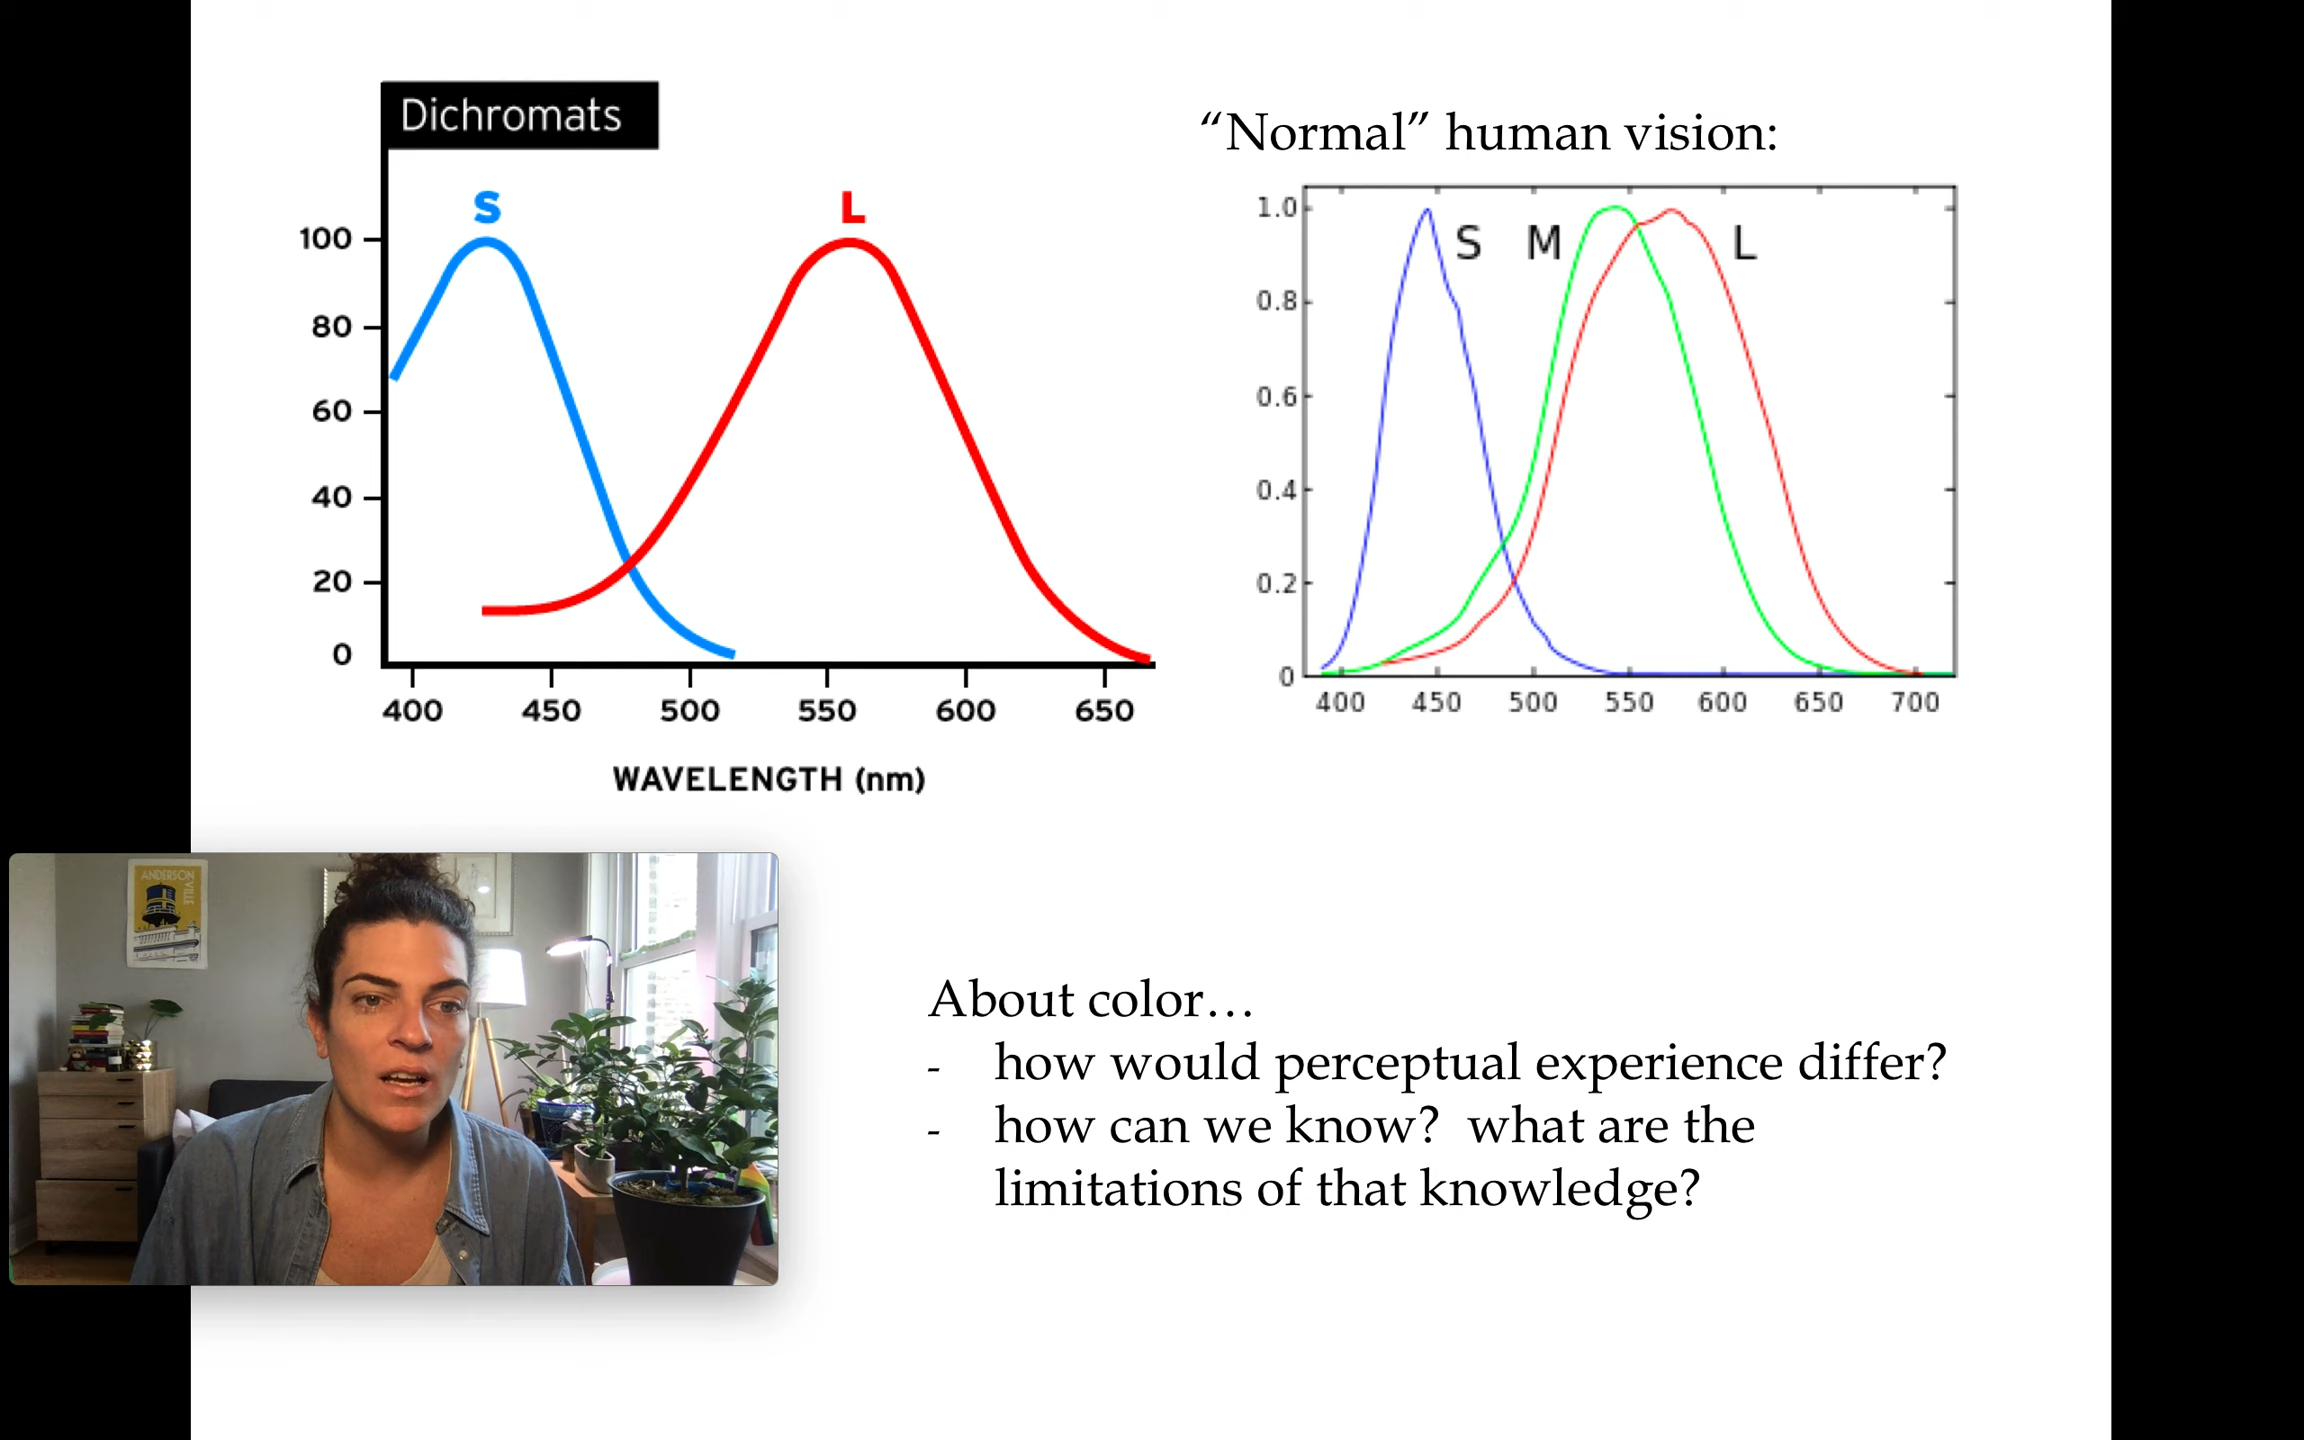 Dichromats
S
L
100
80
60
40
20
0
400 450 500 550 600 650
WAVELENGTH (nm)
“Normal” human vision:
1.0
0.8
0.6
0.4
0.2
0
S M L
400 450 500 550 600 650 700
ANDERSON
VILLE
About color…
- how would perceptual experience differ?
- how can we know?  what are the
limitations of that knowledge?